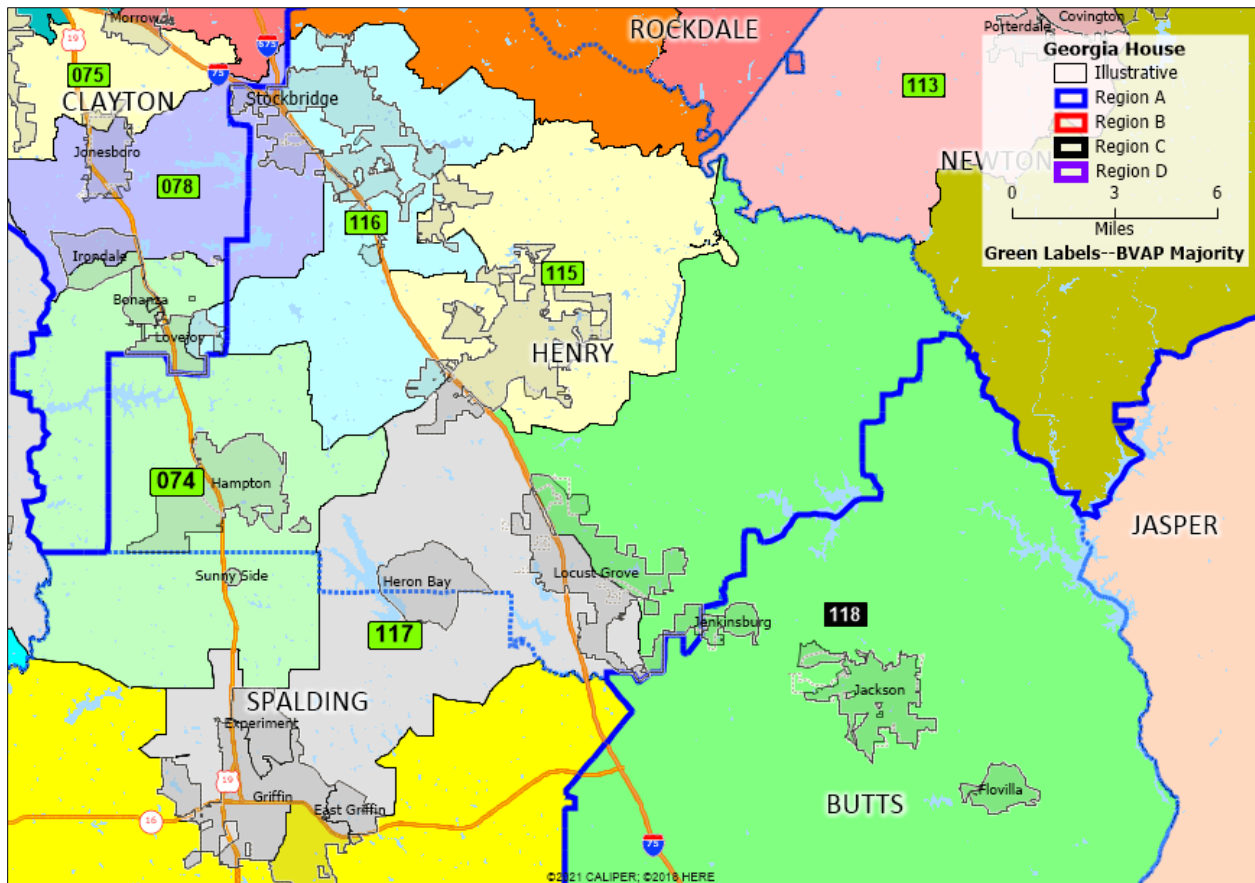 Morrow
ROCKDALE
Covington
Porterdale
19
675
75
075
CLAYTON
Stockbridge
113
Georgia House
Illustrative
Region A
Region B
Region C
Region D
0 3 6
Miles
Green Labels--BVAP Majority
Jonesboro
NEWTON
078
116
Irondale
115
Bonanza
Lovejoy
HENRY
074
Hampton
JASPER
Sunny Side
Heron Bay
Locust Grove
117
Jenkinsburg
118
SPALDING
Jackson
Experiment
19
Griffin
East Griffin
Flovilla
BUTTS
16
75
©2021 CALIPER; ©2018 HERE